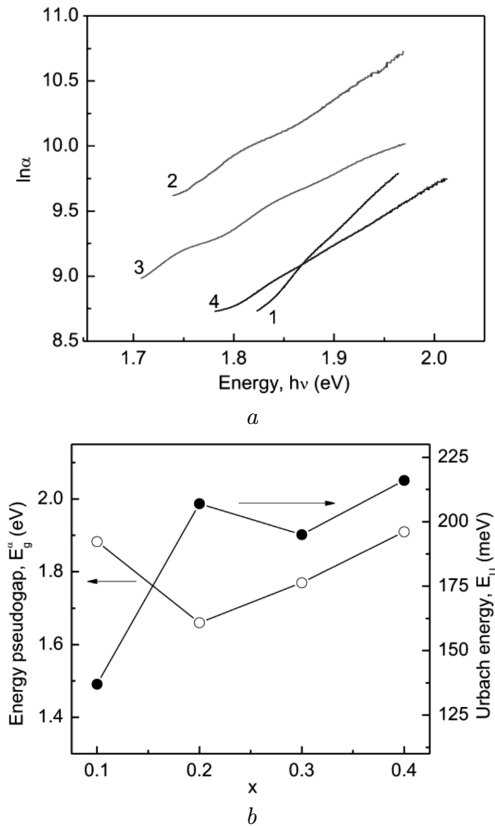 11.0
10.5
10.0
9.5
9.0
8.5
lnα
2
3
4
1
1.7 1.8 1.9 2.0
Energy, hν (eV)
a
2.0
1.8
1.6
1.4
Energy pseudogap, E_g^α (eV)
225
200
175
150
125
Urbach energy, E_U (meV)
0.1 0.2 0.3 0.4
x
b